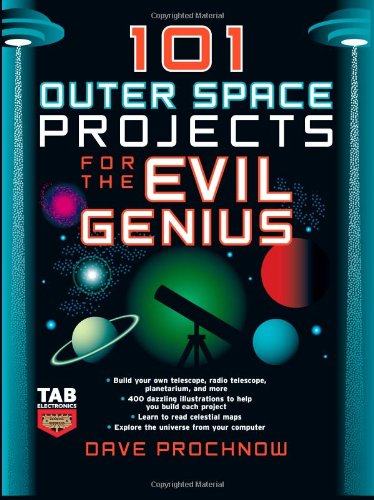 101
OUTER SPACE
PROJECTS
FOR THE EVIL
GENIUS
• Build your own telescope, radio telescope,
planetarium, and more
• 400 dazzling illustrations to help
you build each project
• Learn to read celestial maps
• Explore the universe from your computer
TAB
ELECTRONICS
DAVE PROCHNOW